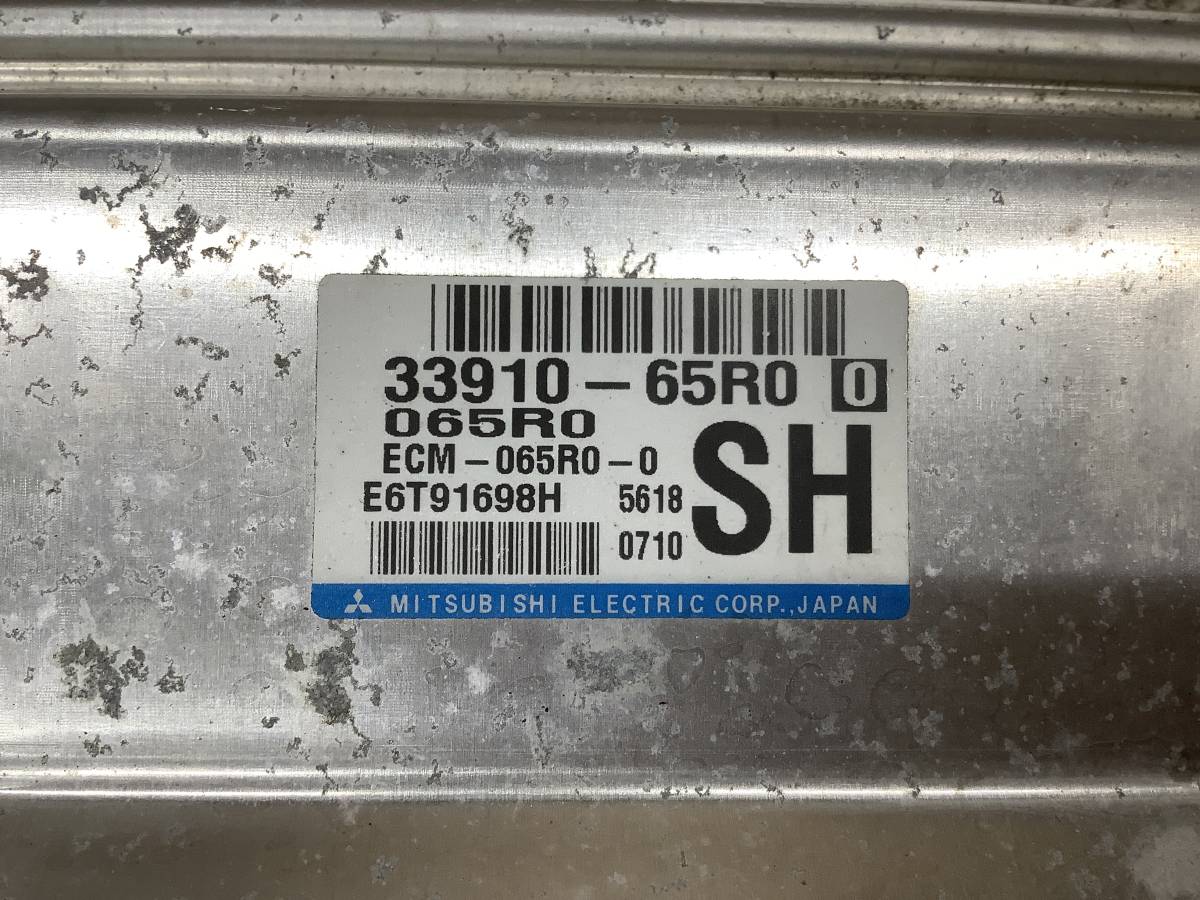 33910-65R0 0
065R0
ECM-065R0-0
SH
E6T91698H 5618
0710
MITSUBISHI ELECTRIC CORP.,JAPAN